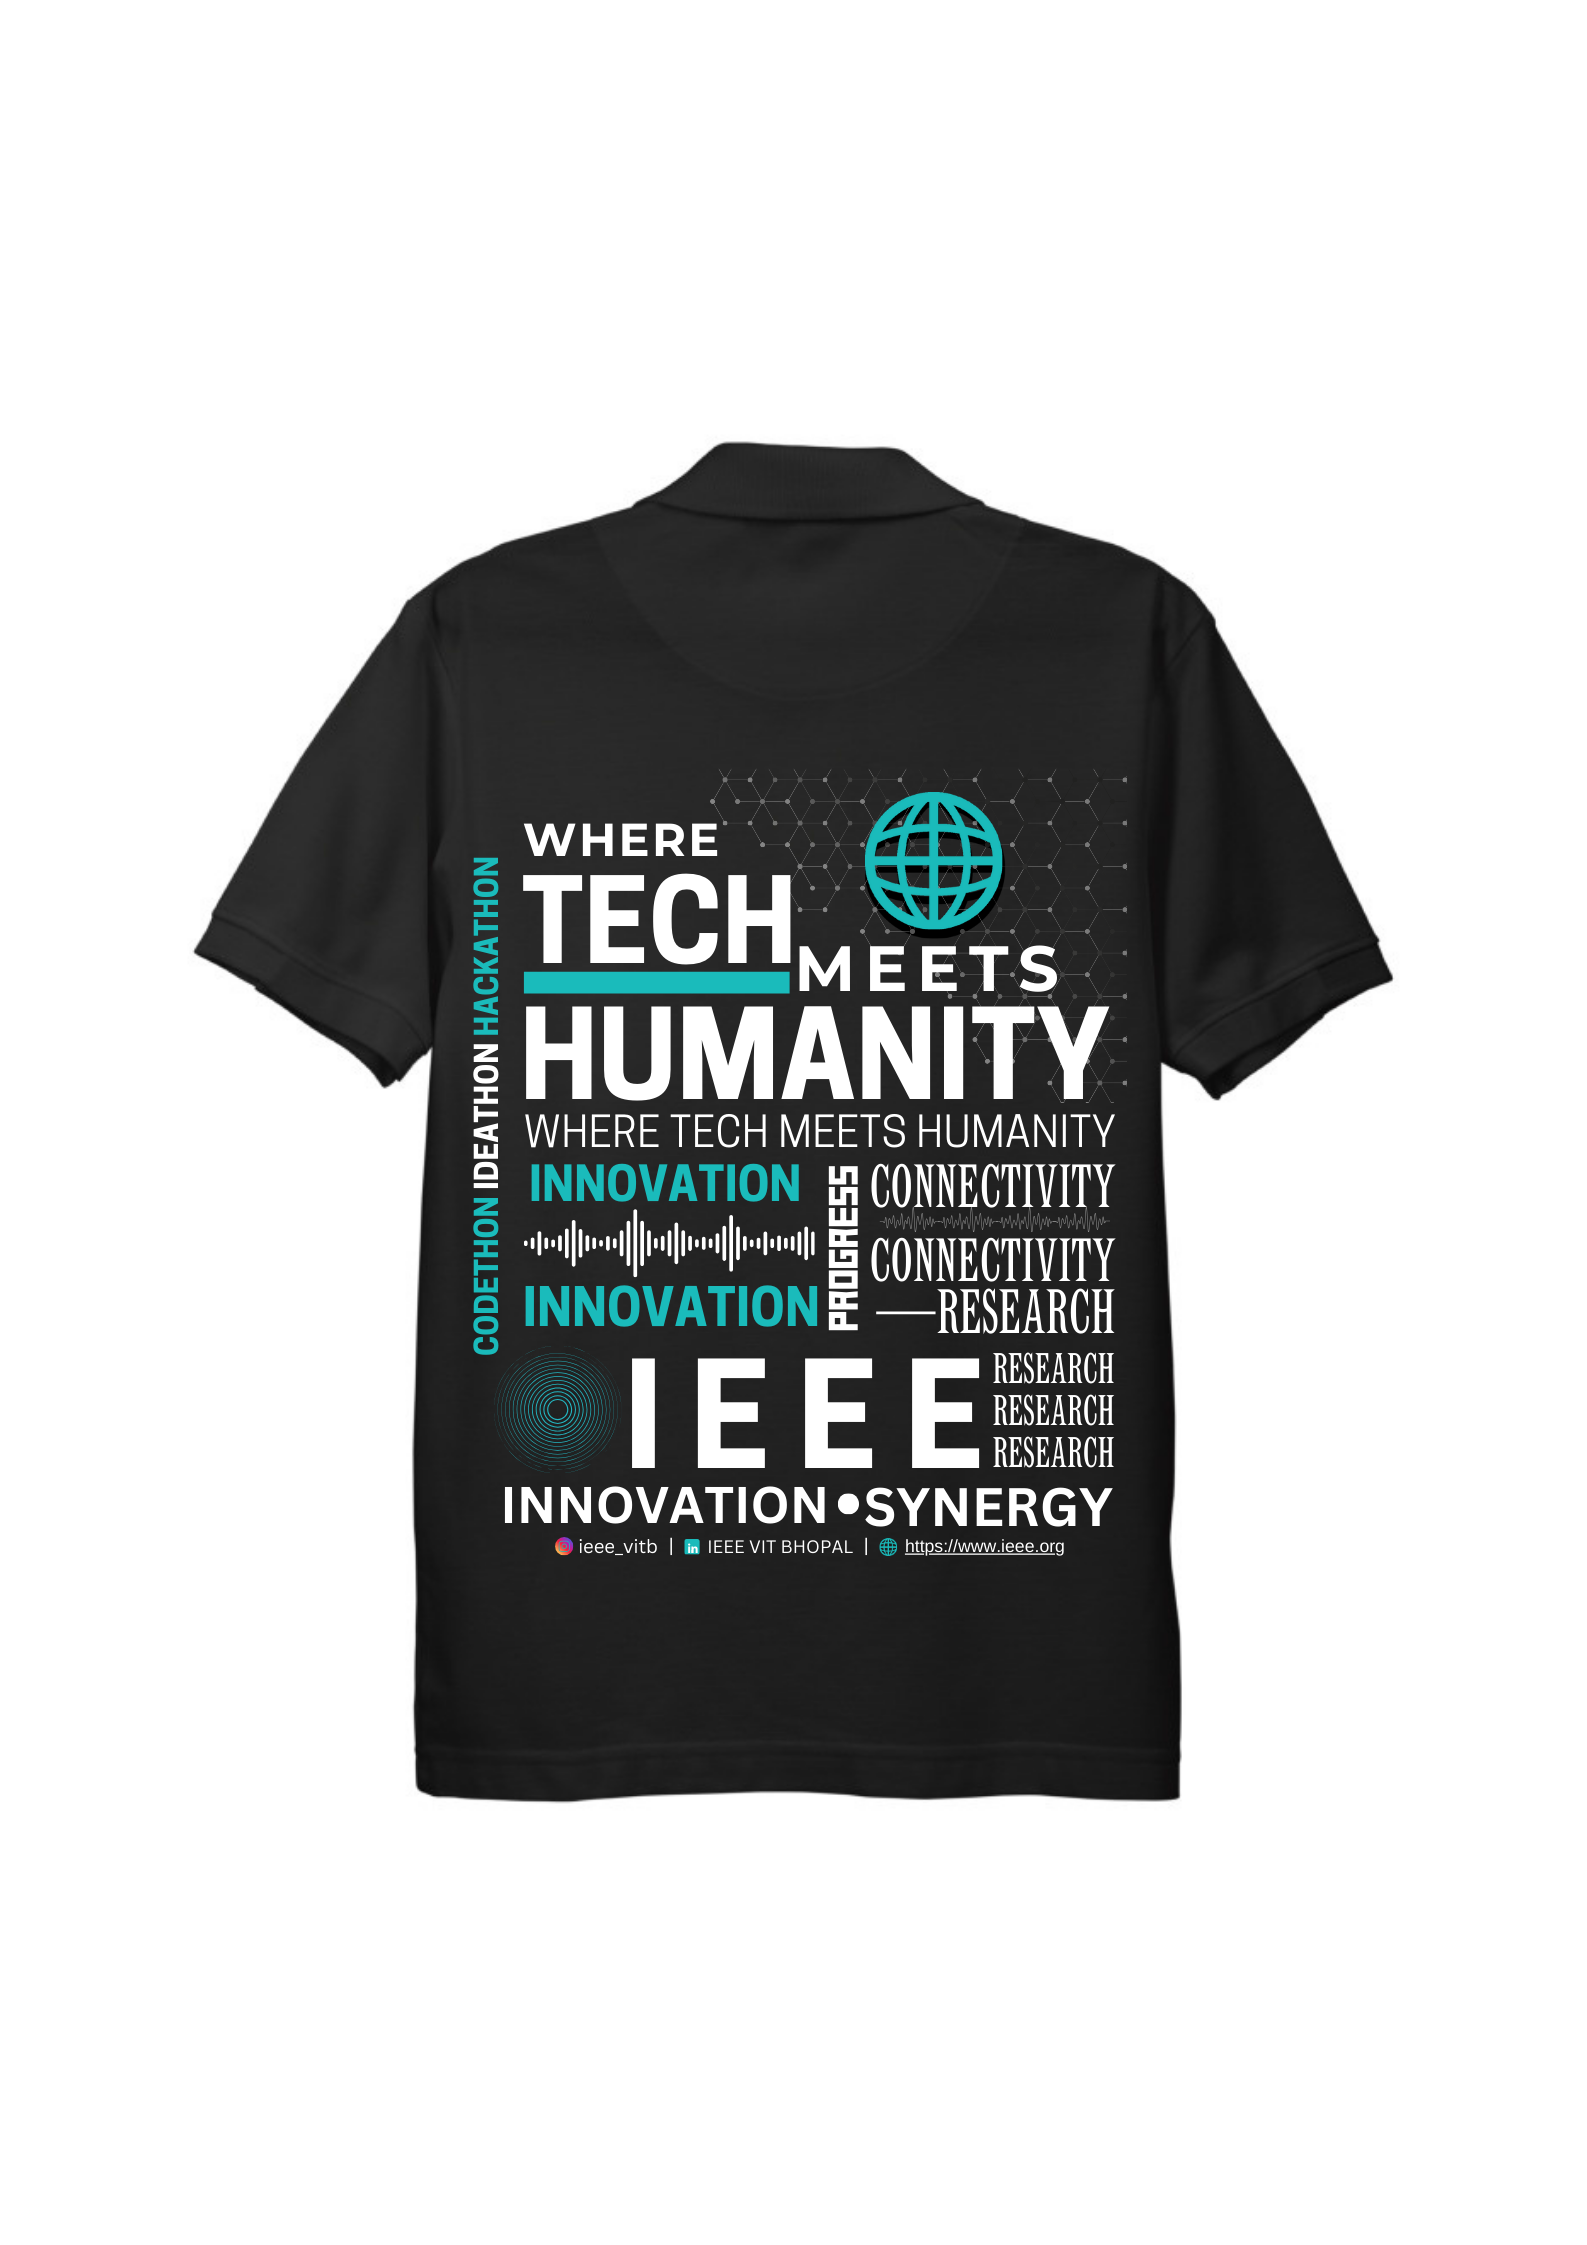 WHERE
TECH
MEETS
HUMANITY
WHERE TECH MEETS HUMANITY
CODETHON IDEATHON HACKATHON
INNOVATION
INNOVATION
PROGRESS
CONNECTIVITY
CONNECTIVITY
RESEARCH
IEEE
RESEARCH
RESEARCH
RESEARCH
INNOVATION•SYNERGY
ieee_vitb | in IEEE VIT BHOPAL | https://www.ieee.org